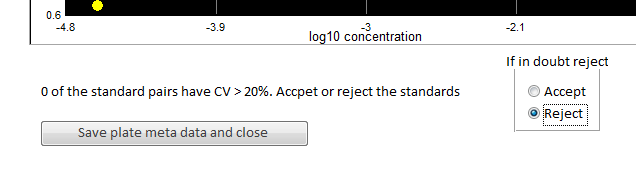 0.6
-4.8 -3.9 -3 -2.1
log10 concentration
If in doubt reject
0 of the standard pairs have CV > 20%. Accpet or reject the standards
Accept
Reject
Save plate meta data and close